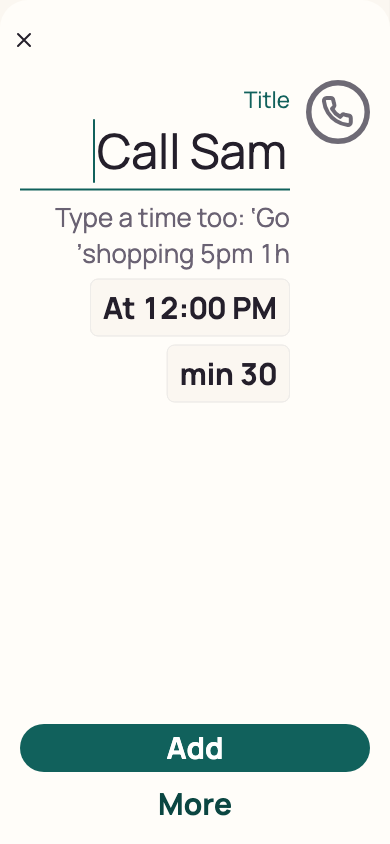 Title
Call Sam
Type a time too: ‘Go
’shopping 5pm 1h
At 12:00 PM
min 30
Add
More